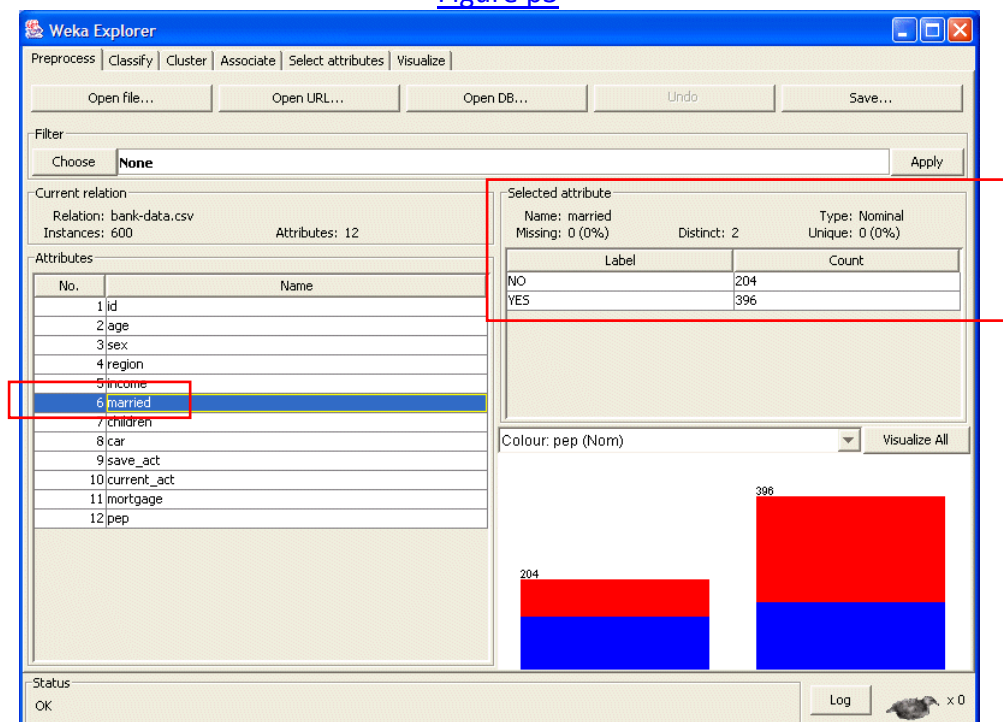 Figure p3
Weka Explorer
Preprocess Classify Cluster Associate Select attributes Visualize
Open file... Open URL... Open DB... Undo Save...
Filter
Choose None Apply
Current relation
Relation: bank-data.csv
Instances: 600 Attributes: 12
Attributes
No. Name
1 id
2 age
3 sex
4 region
5 income
6 married
7 children
8 car
9 save_act
10 current_act
11 mortgage
12 pep
Selected attribute
Name: married Type: Nominal
Missing: 0 (0%) Distinct: 2 Unique: 0 (0%)
Label Count
NO 204
YES 396
Colour: pep (Nom) Visualize All
396
204
Status
OK Log x 0